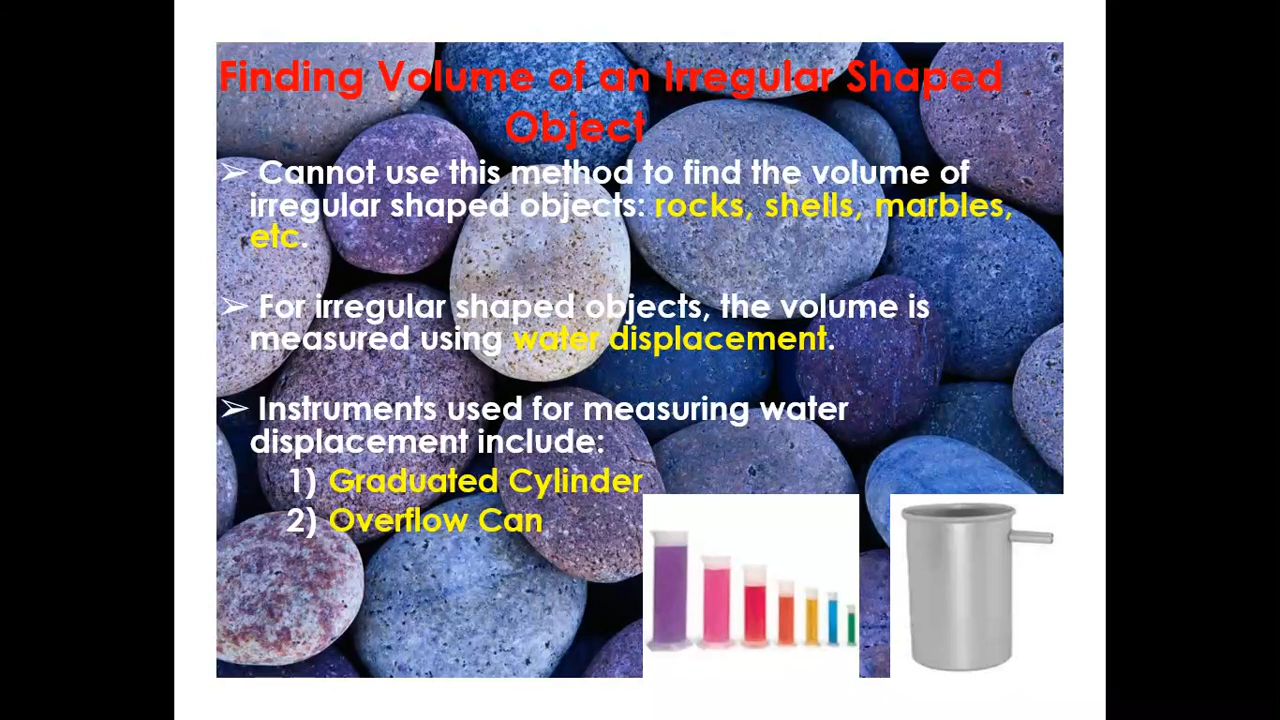 Finding Volume of an Irregular Shaped
Object
➢ Cannot use this method to find the volume of
irregular shaped objects: rocks, shells, marbles,
etc.
➢ For irregular shaped objects, the volume is
measured using water displacement.
➢ Instruments used for measuring water
displacement include:
1) Graduated Cylinder
2) Overflow Can